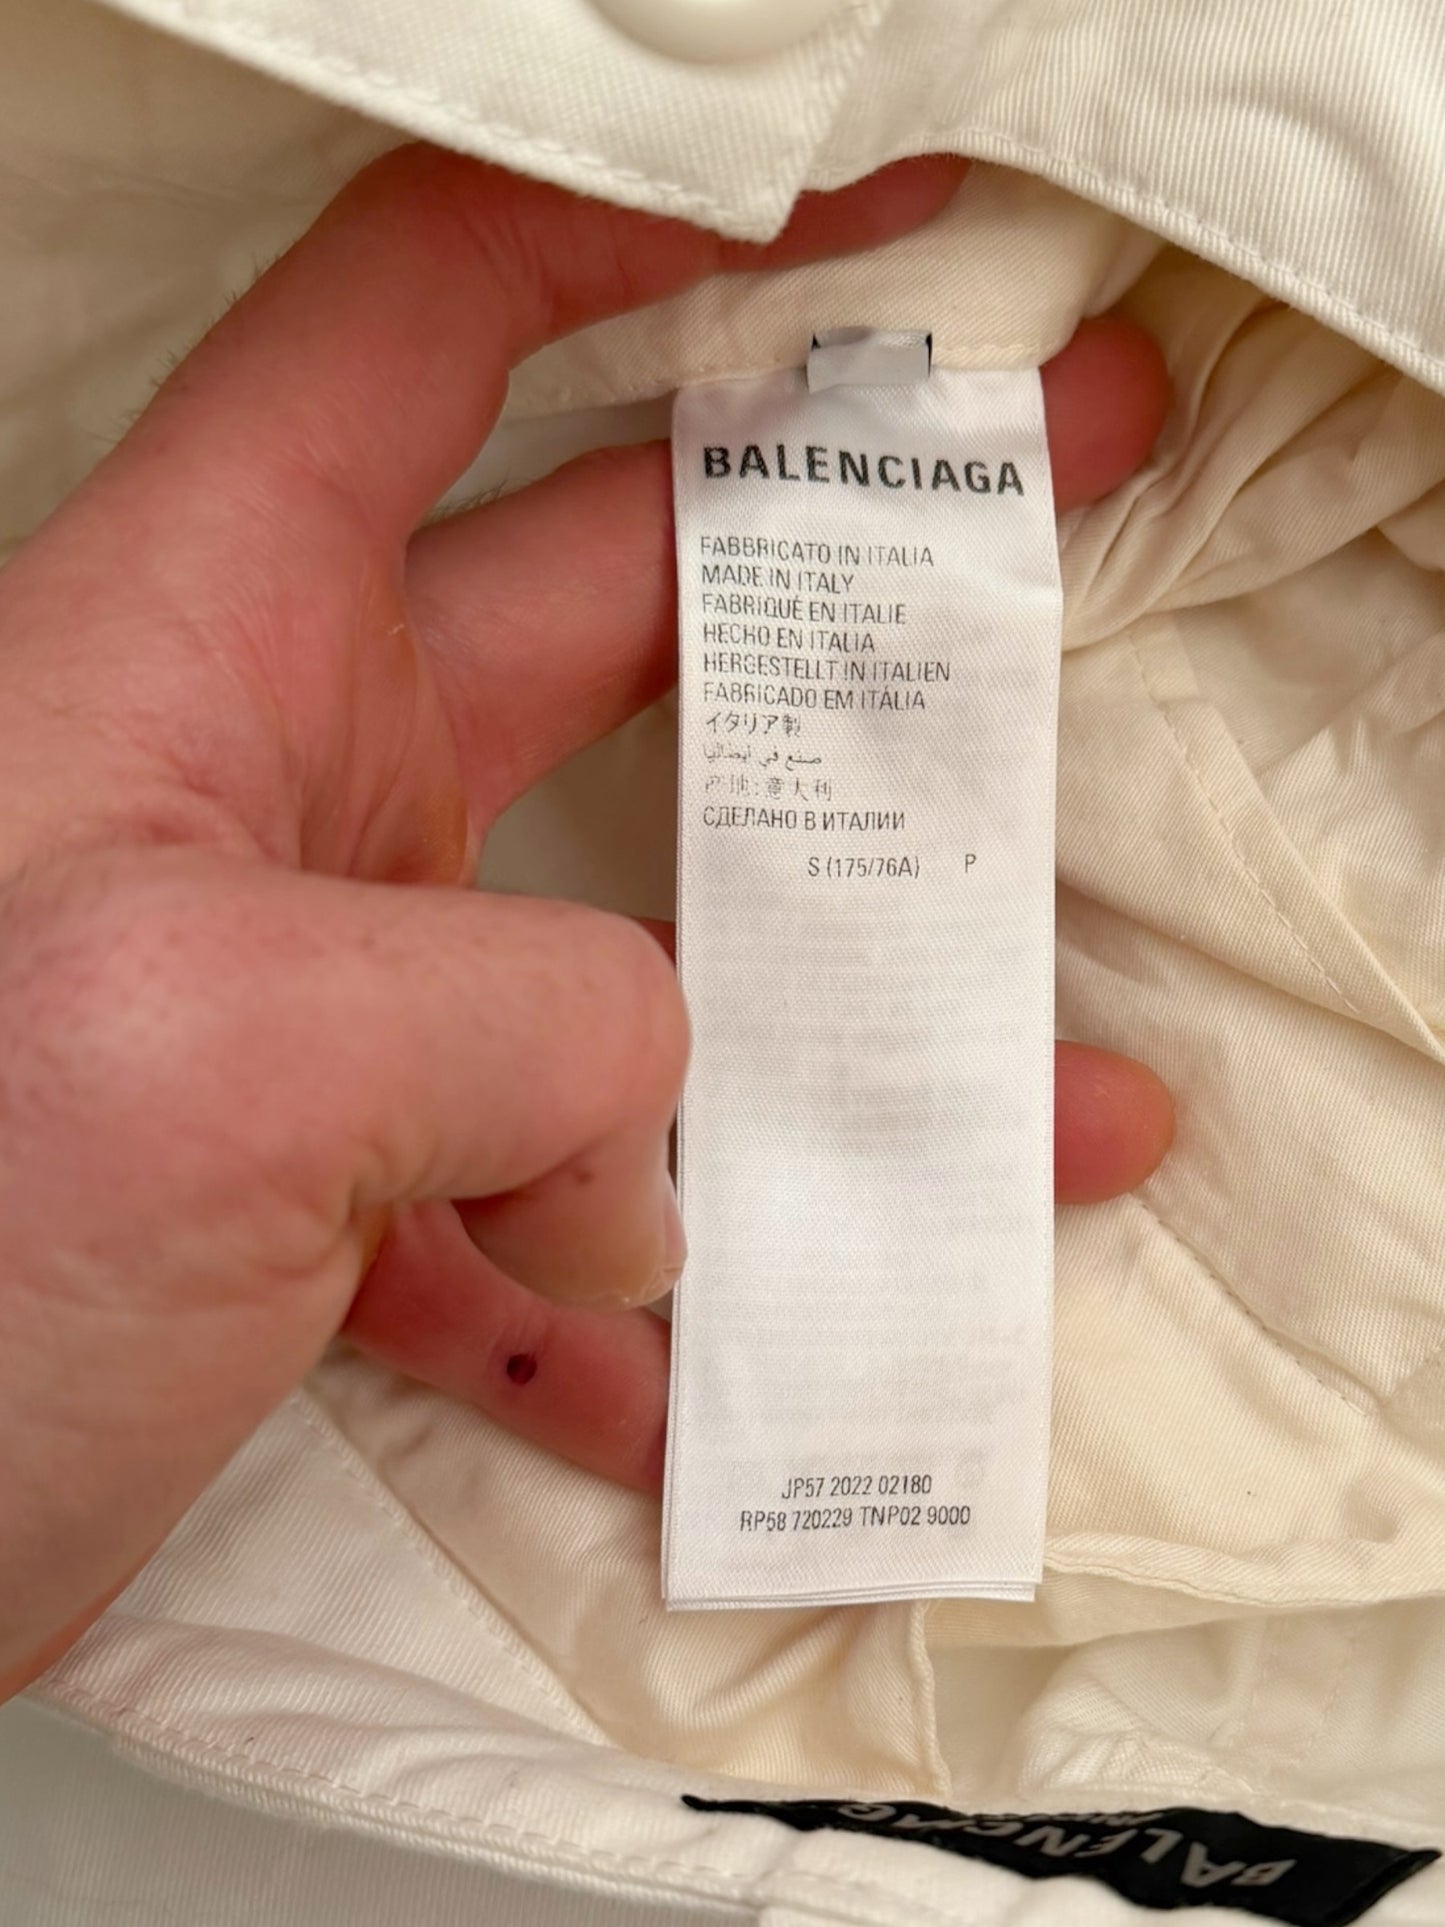 BALENCIAGA
FABBRICATO IN ITALIA
MADE IN ITALY
FABRIQUÉ EN ITALIE
HECHO EN ITALIA
HERGESTELLT IN ITALIEN
FABRICADO EM ITÁLIA
イタリア製
صنع في إيطاليا
产地:意大利
СДЕЛАНО В ИТАЛИИ
S (175/76A) P
JP57 2022 02180
RP58 720229 TNP02 9000
BALENCIAGA